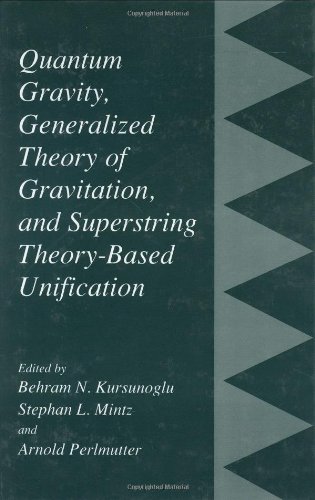 Quantum
Gravity,
Generalized
Theory of
Gravitation,
and Superstring
Theory-Based
Unification
Edited by
Behram N. Kursunoglu
Stephan L. Mintz
and
Arnold Perlmutter